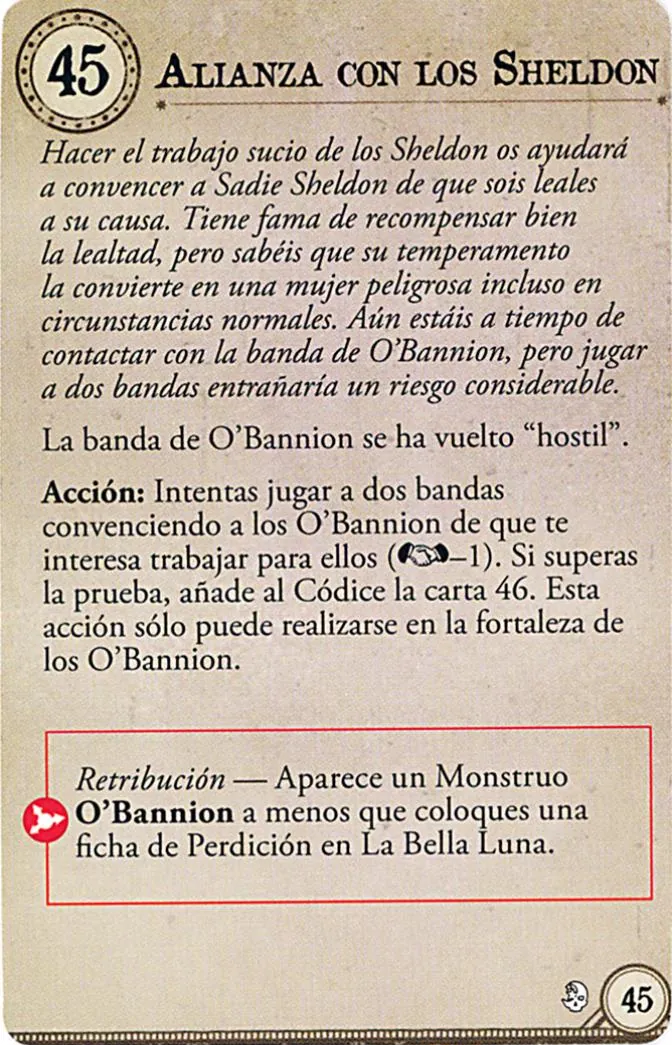 45
ALIANZA CON LOS SHELDON
Hacer el trabajo sucio de los Sheldon os ayudará
a convencer a Sadie Sheldon de que sois leales
a su causa. Tiene fama de recompensar bien
la lealtad, pero sabéis que su temperamento
la convierte en una mujer peligrosa incluso en
circunstancias normales. Aún estáis a tiempo de
contactar con la banda de O’Bannion, pero jugar
a dos bandas entrañaría un riesgo considerable.
La banda de O’Bannion se ha vuelto “hostil”.
Acción: Intentas jugar a dos bandas
convenciendo a los O’Bannion de que te
interesa trabajar para ellos (–1). Si superas
la prueba, añade al Códice la carta 46. Esta
acción sólo puede realizarse en la fortaleza de
los O’Bannion.
Retribución — Aparece un Monstruo
O’Bannion a menos que coloques una
ficha de Perdición en La Bella Luna.
45